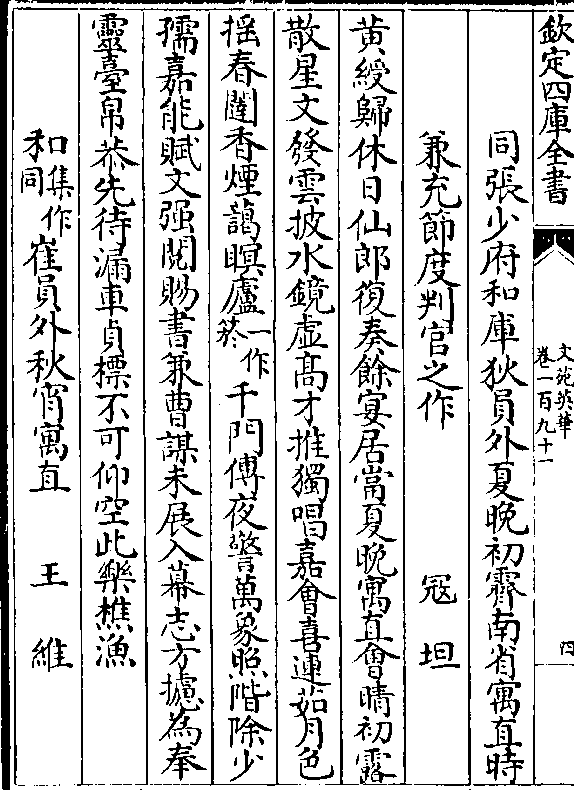 欽定四庫全書
文苑英華
卷一百九十一
四
同張少府和庫狄員外夏晚初霽南省寓直時
兼充節度判官之作
寇坦
黄綬歸休日仙郎復奏餘宴居當夏晚寓直會晴初露
散星文發雲披水鏡虚髙才推獨唱嘉會喜連茹月色
揺春闥香煙藹暝廬一作菸千門傳夜警萬象照階除少
孺嘉能賦文强閱賜書兼曹謀未展入幕志方攄為奉
靈臺帛恭先待漏車貞標不可仰空此樂樵漁
和集作同崔員外秋宵寓直
王維